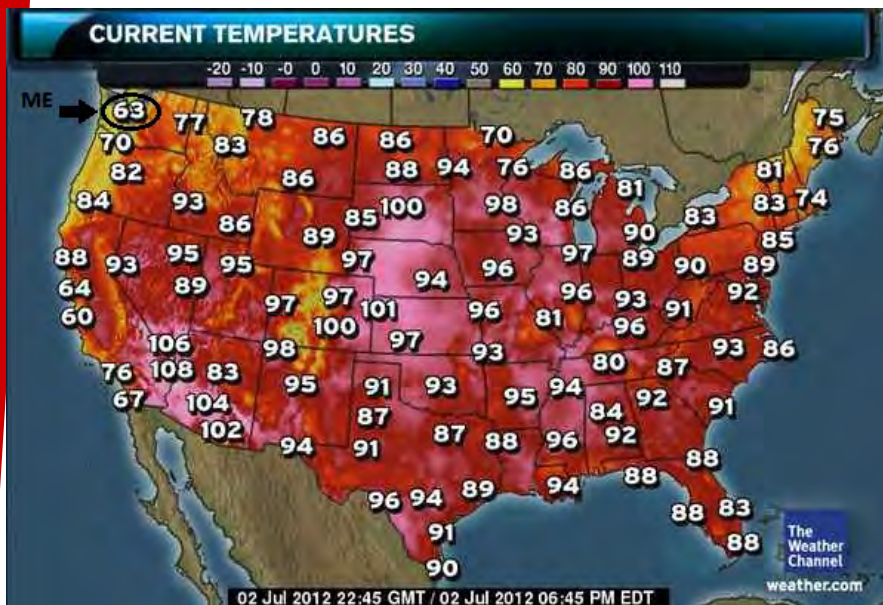 CURRENT TEMPERATURES
-20 -10 -0 0 10 20 30 40 50 60 70 80 90 100 110
ME
63 77 78 75
70 83 86 86 70 76
82 86 88 94 76 86 81
84 93 86 85 100 98 86 81 83 83 74
89 93 90 85
88 93 95 95 97 94 96 97 89 90 89
64 89 97 97 101 96 96 93 91 92
60 100 97 81 96
106 98 93 80 87 93 86
76 108 83 95 91 93 95 94 92
67 104 87 84 91
102 94 91 87 88 96 92
88
96 94 89 94 88 88 83
91 88
90
The
Weather
Channel
weather.com
02 Jul 2012 22:45 GMT / 02 Jul 2012 06:45 PM EDT